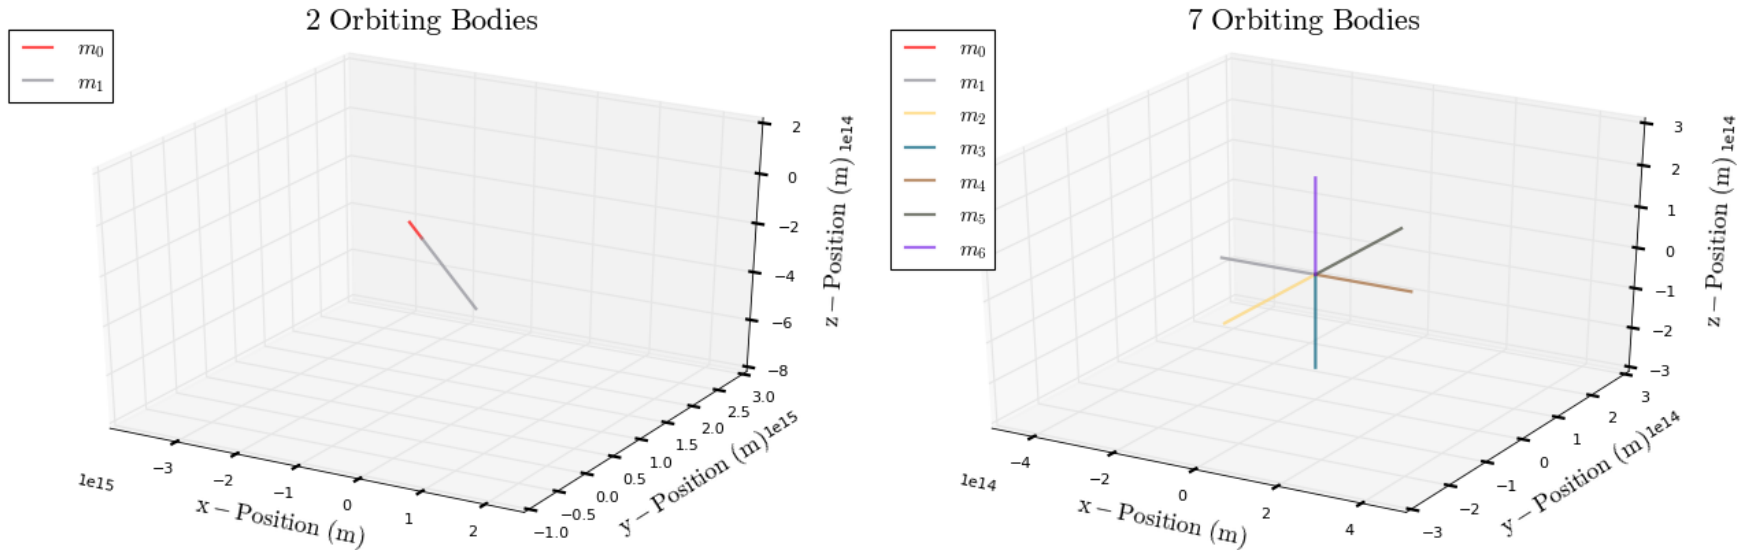 2 Orbiting Bodies
m₀
m₁
2
0
−2
−4
−6
−8
1e14
z − Position (m)
3.0
2.5
2.0
1.5
1.0
0.5
0.0
−0.5
−1.0
1e15
y − Position (m)
−3
−2
−1
0
1
2
1e15
x − Position (m)
7 Orbiting Bodies
m₀
m₁
m₂
m₃
m₄
m₅
m₆
3
2
1
0
−1
−2
−3
1e14
z − Position (m)
3
2
1
0
−1
−2
−3
1e14
y − Position (m)
−4
−2
0
2
4
1e14
x − Position (m)